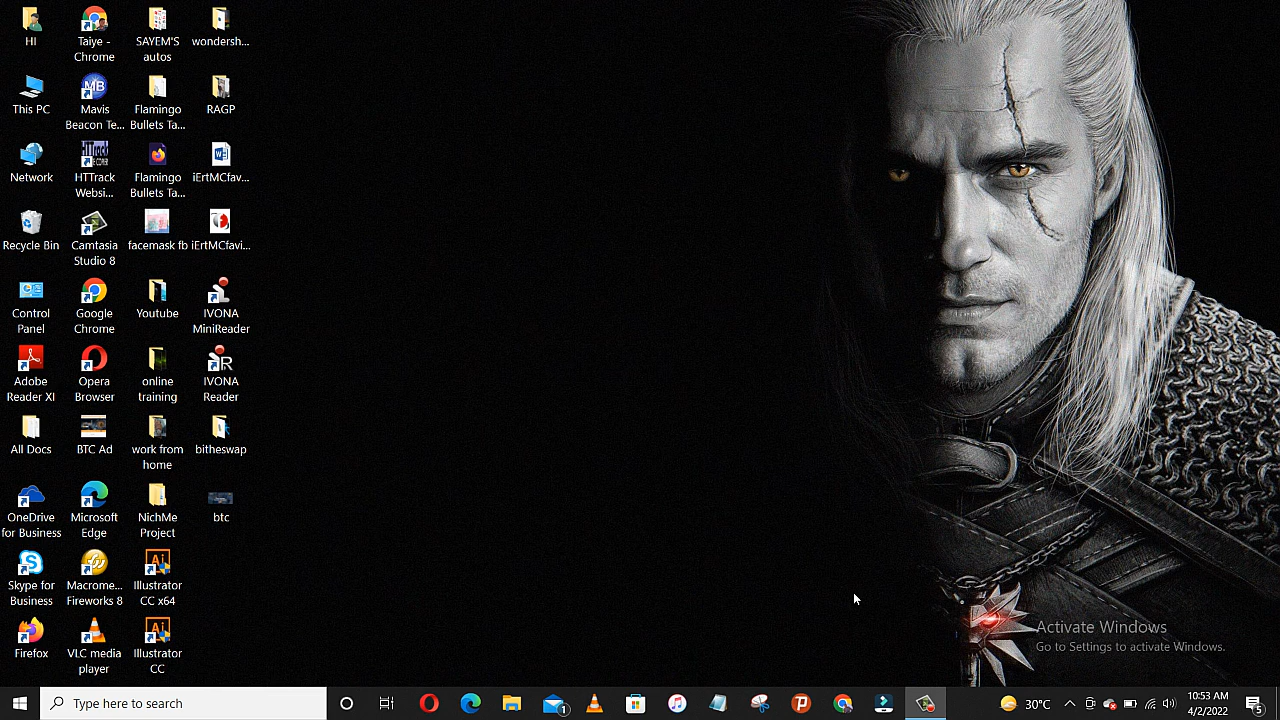 HI
Taiye -
Chrome
SAYEM'S
autos
wondersh...
This PC
Mavis
Beacon Te...
Flamingo
Bullets Ta...
RAGP
Network
HTTrack
Websi...
Flamingo
Bullets Ta...
iErtMCfav...
Recycle Bin
Camtasia
Studio 8
facemask fb
iErtMCfavi...
Control
Panel
Google
Chrome
Youtube
IVONA
MiniReader
Adobe
Reader XI
Opera
Browser
online
training
IVONA
Reader
All Docs
BTC Ad
work from
home
bitheswap
OneDrive
for Business
Microsoft
Edge
NichMe
Project
btc
Skype for
Business
Macrome...
Fireworks 8
Illustrator
CC x64
Firefox
VLC media
player
Illustrator
CC
Activate Windows
Go to Settings to activate Windows.
Type here to search
1
30°C
10:53 AM
4/2/2022
5